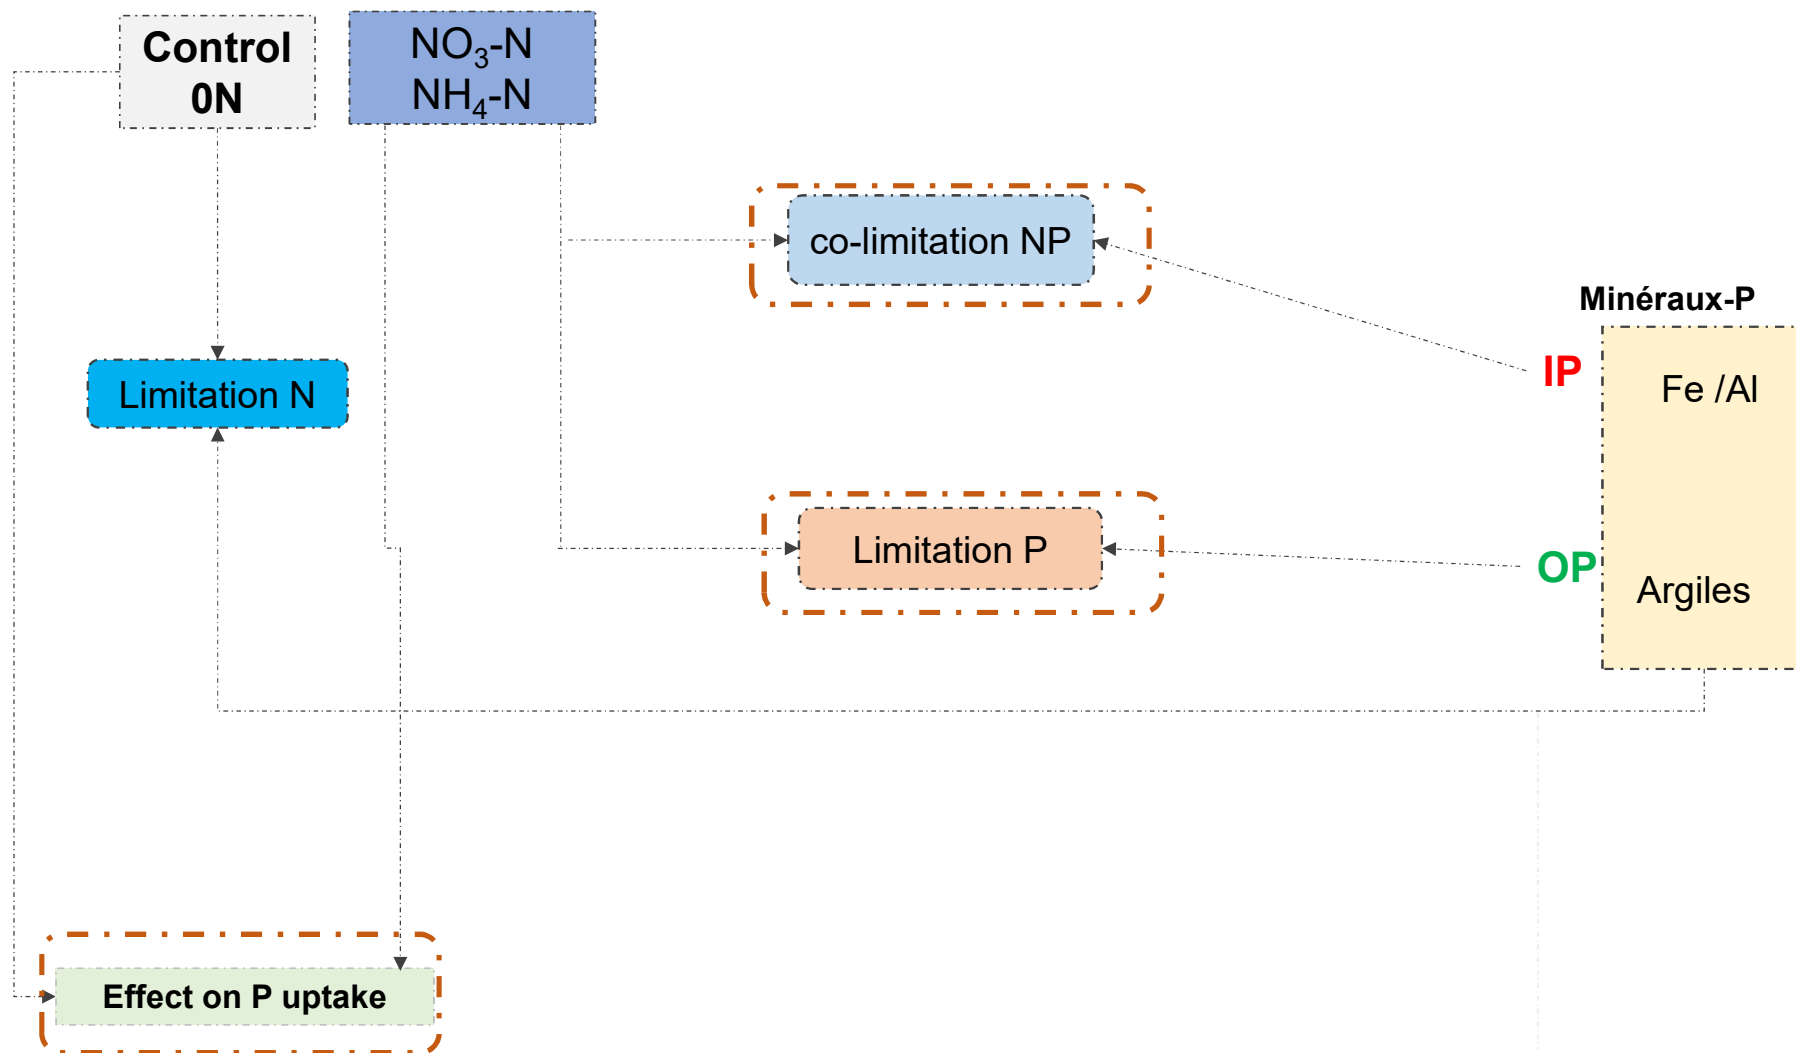 Control
0N
NO₃-N
NH₄-N
co-limitation NP
Minéraux-P
IP
Fe /Al
Limitation N
Limitation P
OP
Argiles
Effect on P uptake